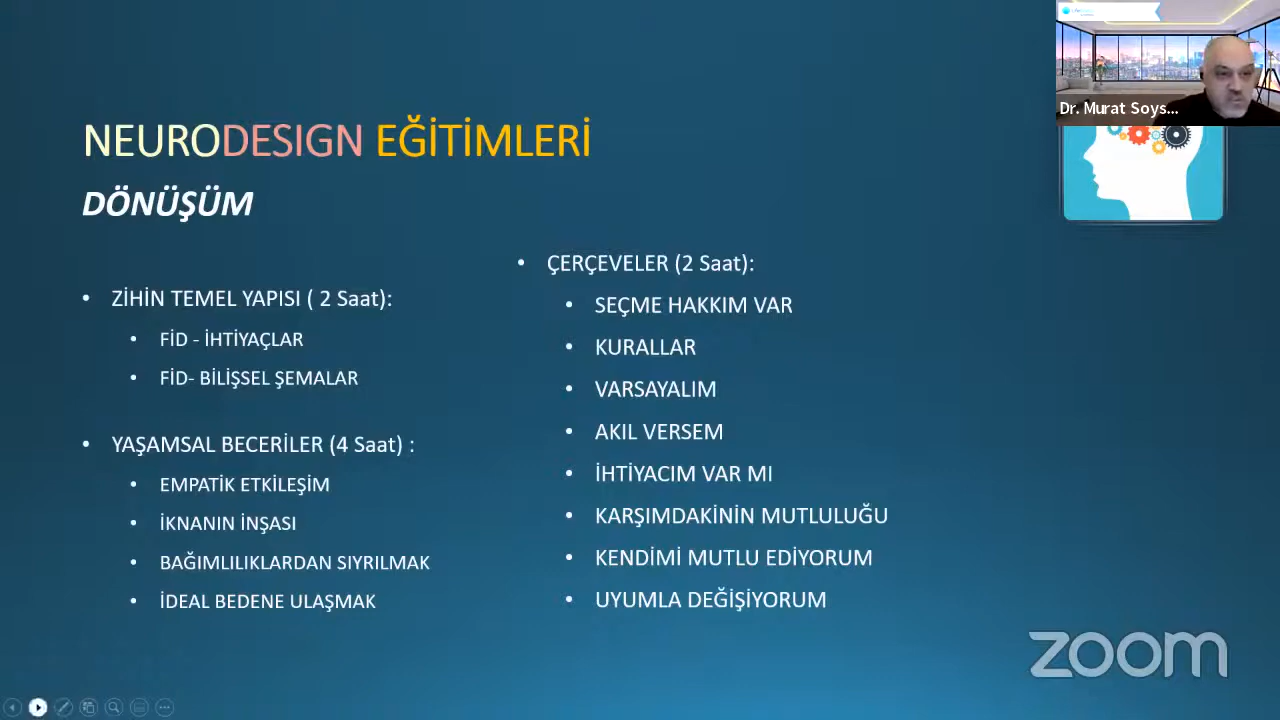 NEURODESIGN EĞİTİMLERİ
DÖNÜŞÜM
ZİHİN TEMEL YAPISI ( 2 Saat):
FİD - İHTİYAÇLAR
FİD- BİLİŞSEL ŞEMALAR
YAŞAMSAL BECERİLER (4 Saat) :
EMPATİK ETKİLEŞİM
İKNANIN İNŞASI
BAĞIMLILIKLARDAN SIYRILMAK
İDEAL BEDENE ULAŞMAK
ÇERÇEVELER (2 Saat):
SEÇME HAKKIM VAR
KURALLAR
VARSAYALIM
AKIL VERSEM
İHTİYACIM VAR MI
KARŞIMDAKİNİN MUTLULUĞU
KENDİMİ MUTLU EDİYORUM
UYUMLA DEĞİŞİYORUM
Dr. Murat Soys...
zoom